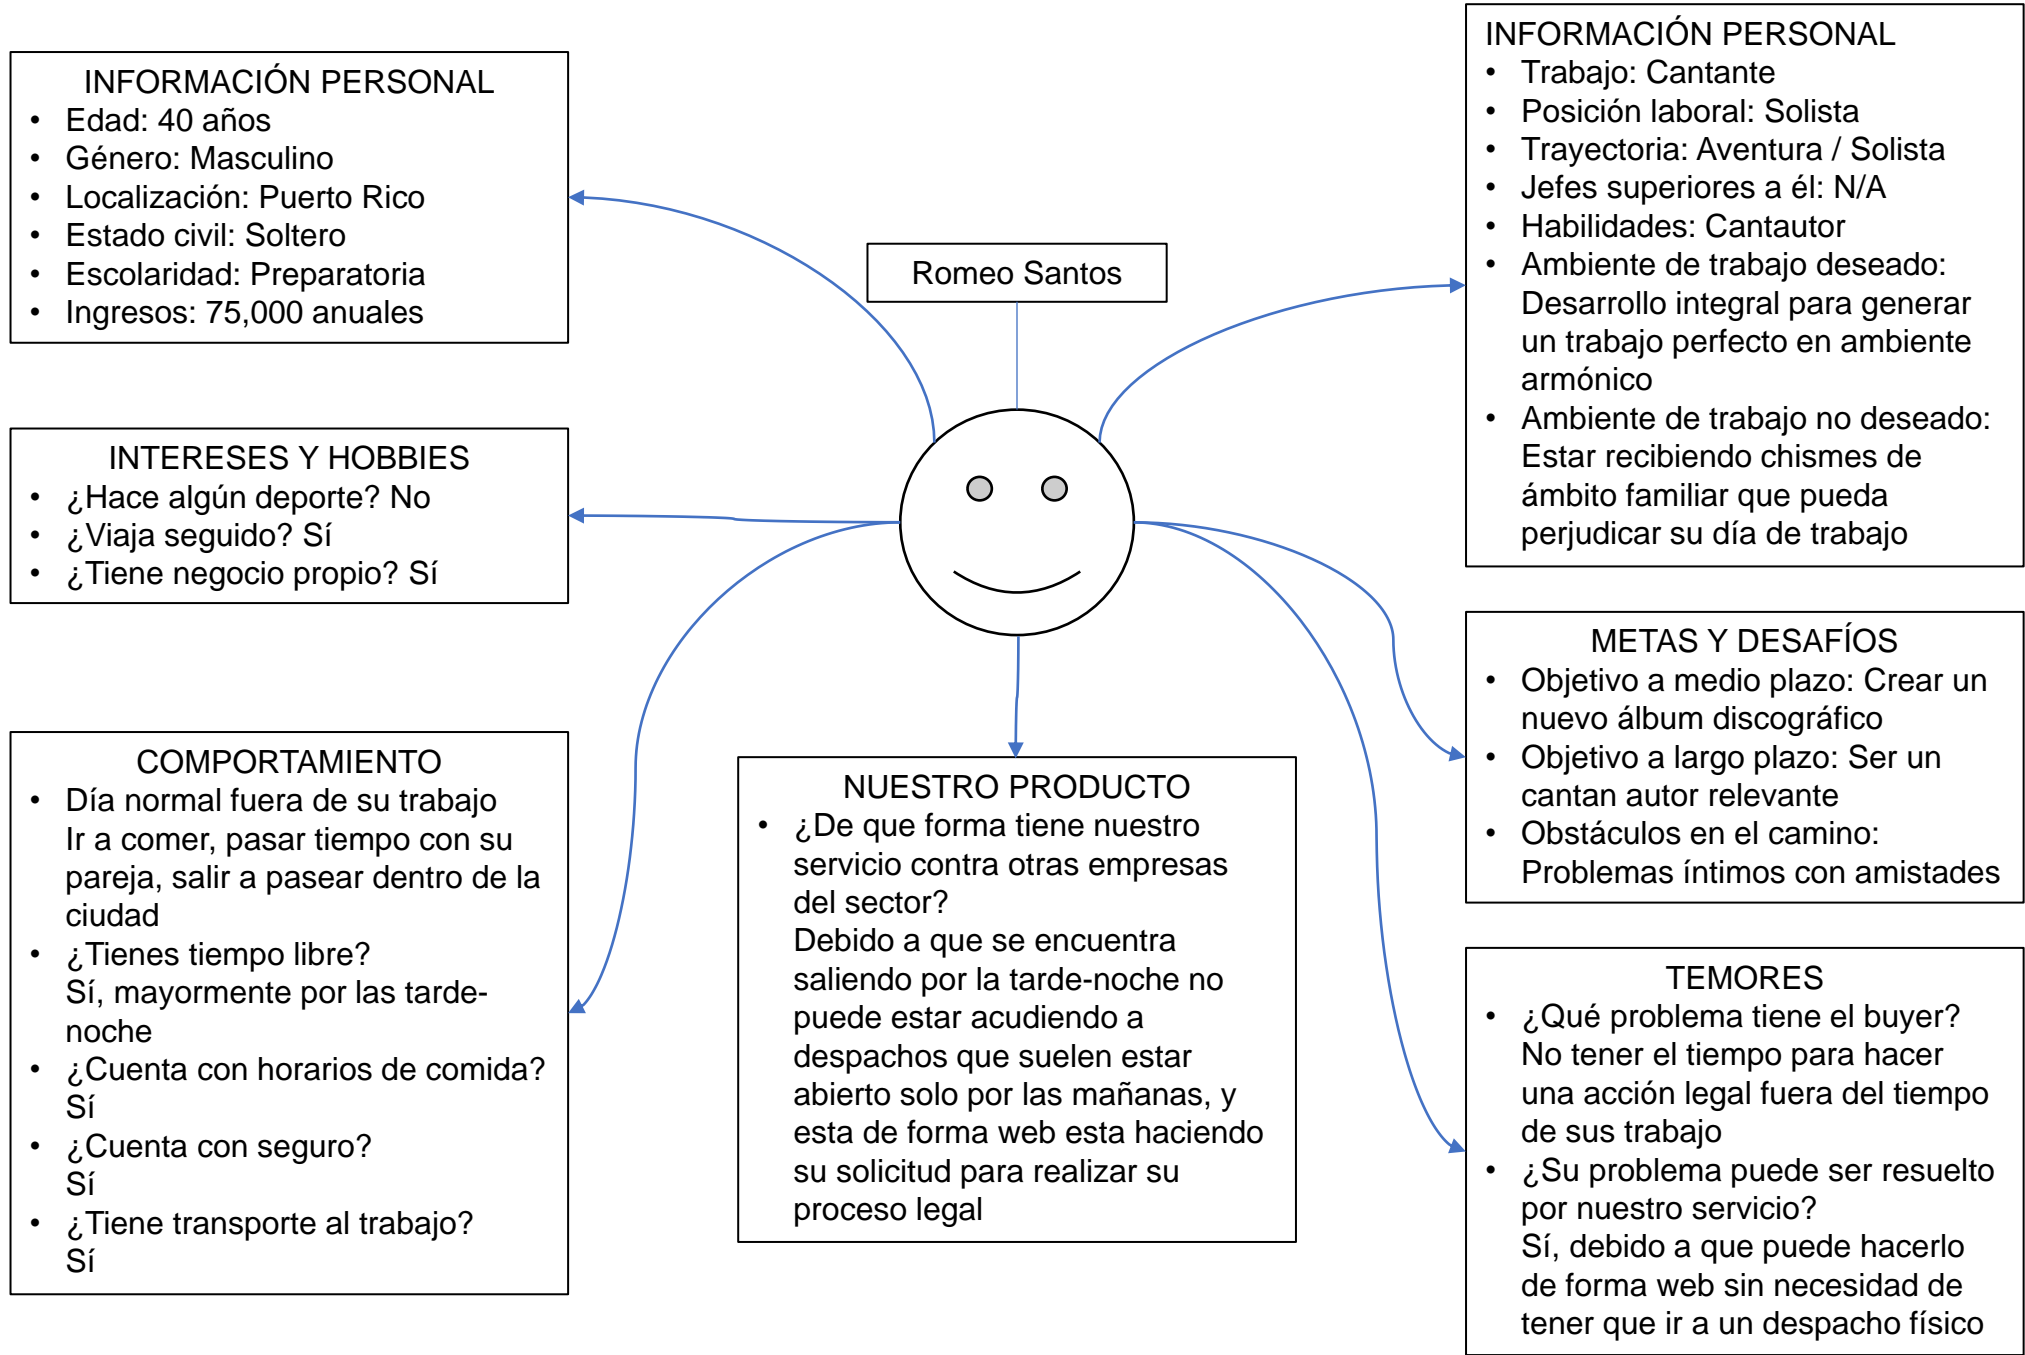 INFORMACIÓN PERSONAL
• Edad: 40 años
• Género: Masculino
• Localización: Puerto Rico
• Estado civil: Soltero
• Escolaridad: Preparatoria
• Ingresos: 75,000 anuales
Romeo Santos
INFORMACIÓN PERSONAL
• Trabajo: Cantante
• Posición laboral: Solista
• Trayectoria: Aventura / Solista
• Jefes superiores a él: N/A
• Habilidades: Cantautor
• Ambiente de trabajo deseado:
Desarrollo integral para generar
un trabajo perfecto en ambiente
armónico
• Ambiente de trabajo no deseado:
Estar recibiendo chismes de
ámbito familiar que pueda
perjudicar su día de trabajo
INTERESES Y HOBBIES
• ¿Hace algún deporte? No
• ¿Viaja seguido? Sí
• ¿Tiene negocio propio? Sí
METAS Y DESAFÍOS
• Objetivo a medio plazo: Crear un
nuevo álbum discográfico
• Objetivo a largo plazo: Ser un
cantan autor relevante
• Obstáculos en el camino:
Problemas íntimos con amistades
COMPORTAMIENTO
• Día normal fuera de su trabajo
Ir a comer, pasar tiempo con su
pareja, salir a pasear dentro de la
ciudad
• ¿Tienes tiempo libre?
Sí, mayormente por las tarde-
noche
• ¿Cuenta con horarios de comida?
Sí
• ¿Cuenta con seguro?
Sí
• ¿Tiene transporte al trabajo?
Sí
NUESTRO PRODUCTO
• ¿De que forma tiene nuestro
servicio contra otras empresas
del sector?
Debido a que se encuentra
saliendo por la tarde-noche no
puede estar acudiendo a
despachos que suelen estar
abierto solo por las mañanas, y
esta de forma web esta haciendo
su solicitud para realizar su
proceso legal
TEMORES
• ¿Qué problema tiene el buyer?
No tener el tiempo para hacer
una acción legal fuera del tiempo
de sus trabajo
• ¿Su problema puede ser resuelto
por nuestro servicio?
Sí, debido a que puede hacerlo
de forma web sin necesidad de
tener que ir a un despacho físico